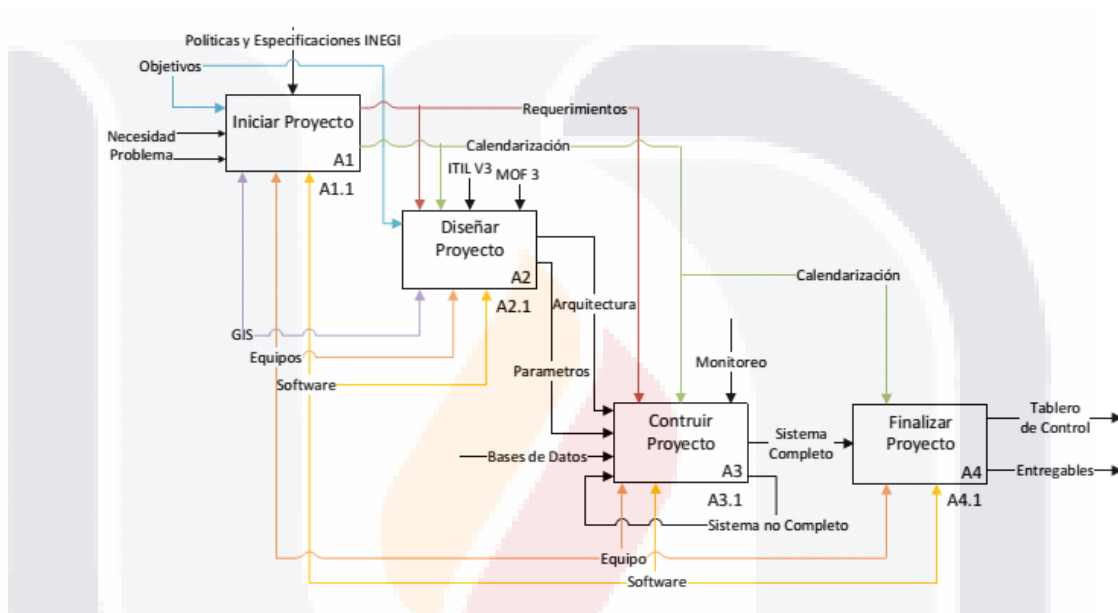 Políticas y Especificaciones INEGI
Objetivos
Iniciar Proyecto
A1
A1.1
Necesidad
Problema
Requerimientos
Calendarización
ITIL V3
MOF 3
Diseñar
Proyecto
A2
A2.1
GIS
Equipos
Software
Arquitectura
Parametros
Calendarización
Monitoreo
Contruir
Proyecto
A3
A3.1
Bases de Datos
Sistema
Completo
Sistema no Completo
Finalizar
Proyecto
A4
A4.1
Tablero
de Control
Entregables
Equipo
Software